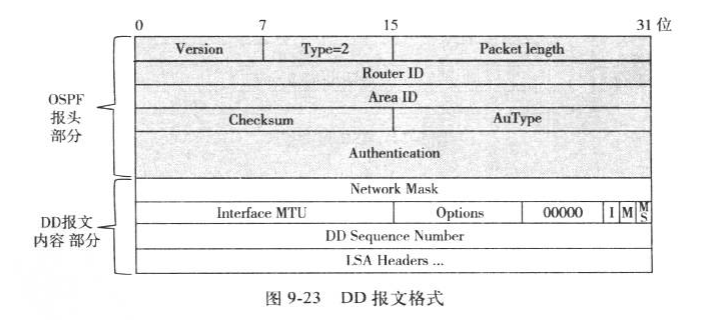 0 7 15 31 位
Version Type=2 Packet length
Router ID
Area ID
Checksum AuType
Authentication
OSPF
报头
部分
Network Mask
Interface MTU Options 00000 I M M
S
DD Sequence Number
LSA Headers ...
DD报文
内容 部分
图 9-23 DD 报文格式